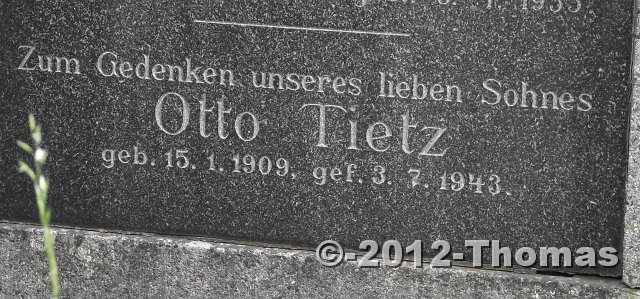 Zum Gedenken unseres lieben Sohnes
Otto Tietz
geb. 15. 1. 1909, gef. 3. 7. 1943.
©-2012-Thomas